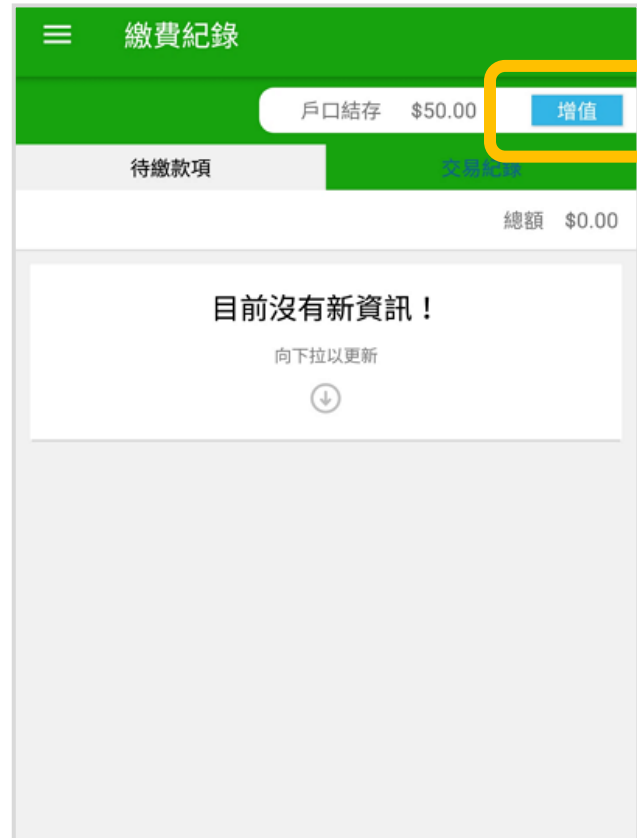 繳費紀錄
戶口結存 $50.00 增值
待繳款項 交易紀錄
總額 $0.00
目前沒有新資訊！
向下拉以更新